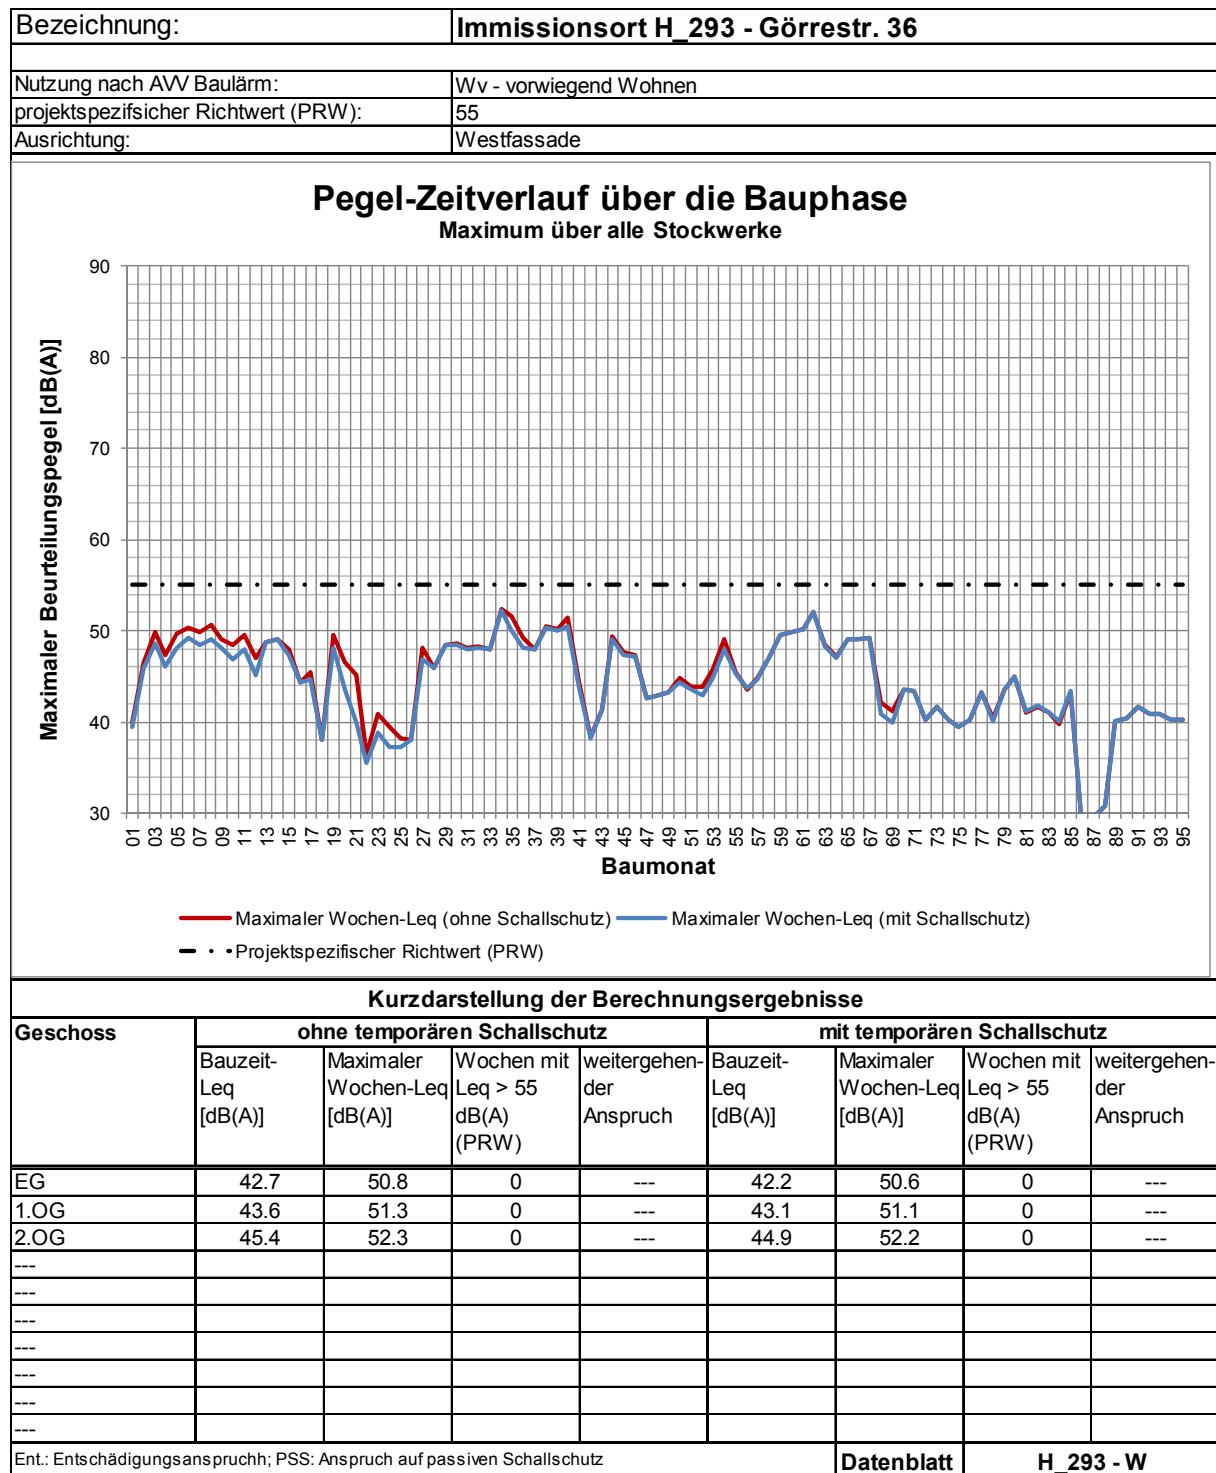 Bezeichnung: Immissionsort H_293 - Görrestr. 36
Nutzung nach AVV Baulärm: Wv - vorwiegend Wohnen
projektspezifsicher Richtwert (PRW): 55
Ausrichtung: Westfassade
Pegel-Zeitverlauf über die Bauphase
Maximum über alle Stockwerke
Maximaler Beurteilungspegel [dB(A)]
90
80
70
60
50
40
30
01 03 05 07 09 11 13 15 17 19 21 23 25 27 29 31 33 35 37 39 41 43 45 47 49 51 53 55 57 59 61 63 65 67 69 71 73 75 77 79 81 83 85 87 89 91 93 95
Baumonat
Maximaler Wochen-Leq (ohne Schallschutz) Maximaler Wochen-Leq (mit Schallschutz)
Projektspezifischer Richtwert (PRW)
Kurzdarstellung der Berechnungsergebnisse
Geschoss ohne temporären Schallschutz mit temporären Schallschutz
Bauzeit- Maximaler Wochen mit weitergehen- Bauzeit- Maximaler Wochen mit weitergehen-
Leq Wochen-Leq Leq > 55 der Leq Wochen-Leq Leq > 55 der
[dB(A)] [dB(A)] dB(A) Anspruch [dB(A)] [dB(A)] dB(A) Anspruch
(PRW) (PRW)
EG 42.7 50.8 0 --- 42.2 50.6 0 ---
1.OG 43.6 51.3 0 --- 43.1 51.1 0 ---
2.OG 45.4 52.3 0 --- 44.9 52.2 0 ---
---
---
---
---
---
---
---
Ent.: Entschädigungsanspruchh; PSS: Anspruch auf passiven Schallschutz Datenblatt H_293 - W